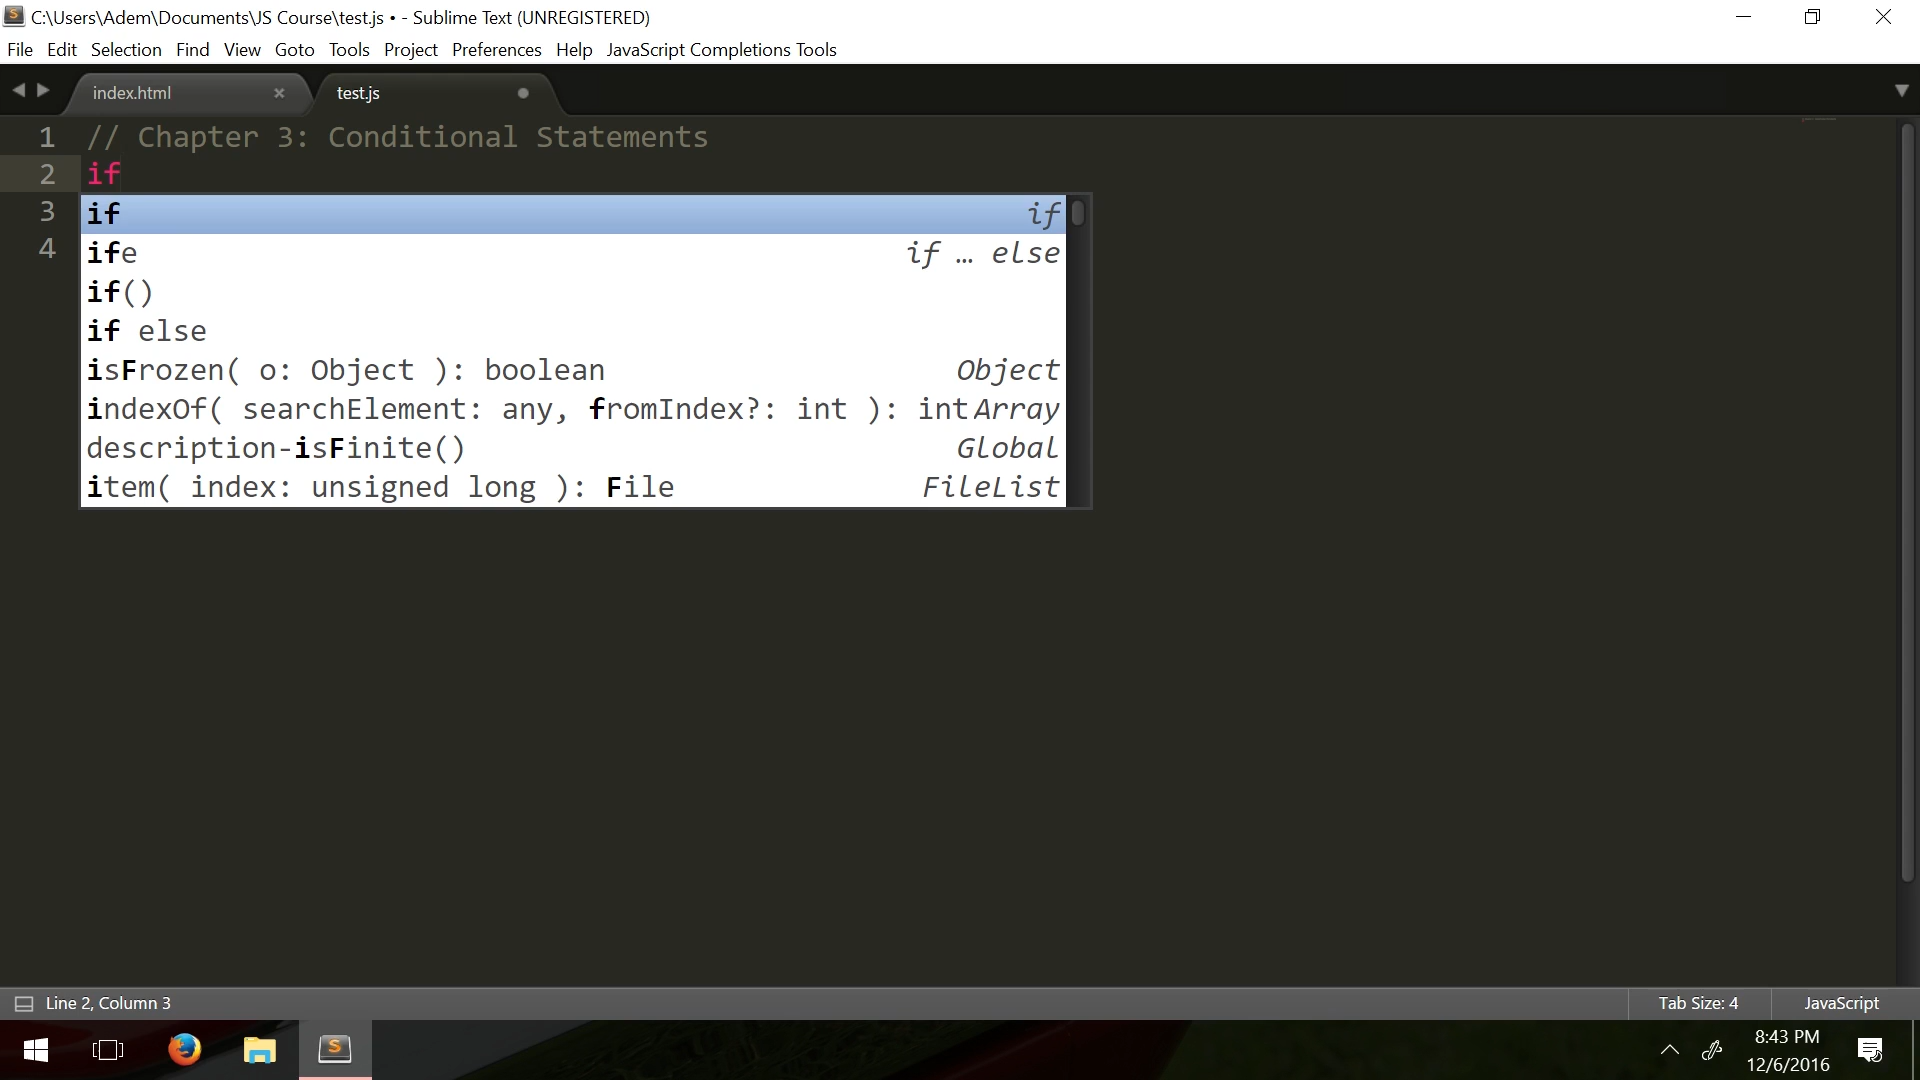 C:\Users\Adem\Documents\JS Course\test.js • - Sublime Text (UNREGISTERED)
File Edit Selection Find View Goto Tools Project Preferences Help JavaScript Completions Tools
index.html × test.js
1 // Chapter 3: Conditional Statements
2 if
3 if if
ife if … else
4
if()
if else
isFrozen( o: Object ): boolean Object
indexOf( searchElement: any, fromIndex?: int ): int Array
description-isFinite() Global
item( index: unsigned long ): File FileList
Line 2, Column 3 Tab Size: 4 JavaScript
8:43 PM
12/6/2016